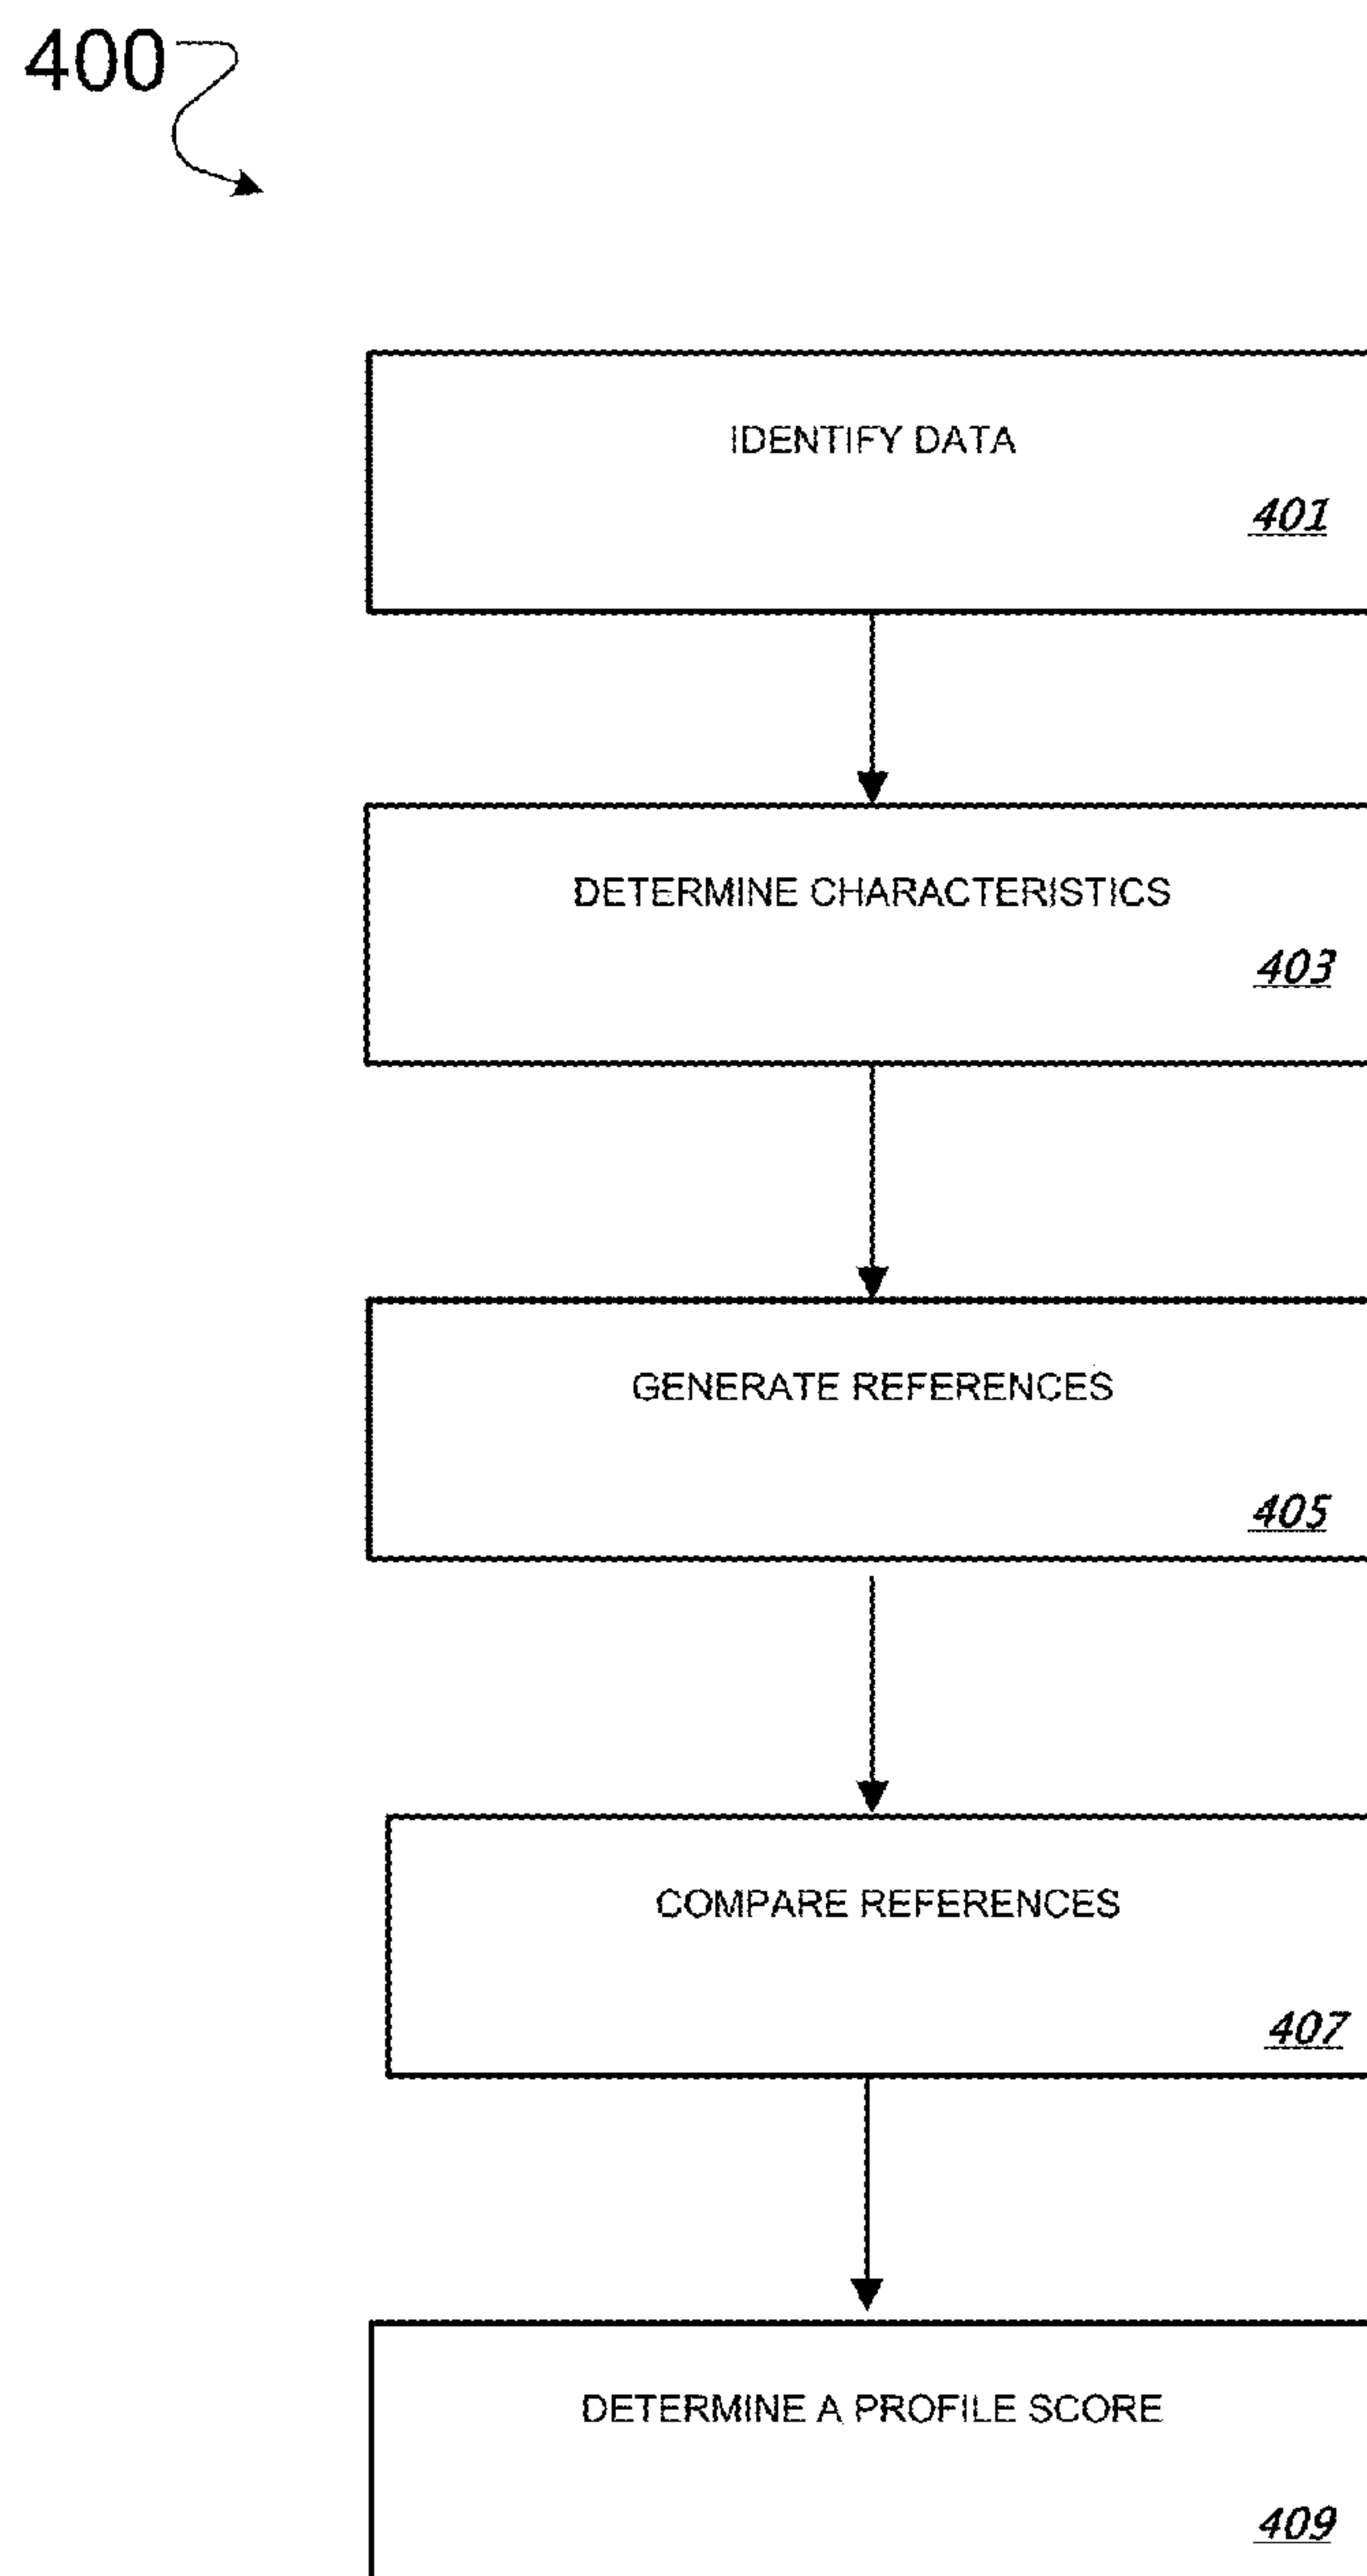 400
IDENTIFY DATA
401
DETERMINE CHARACTERISTICS
403
GENERATE REFERENCES
405
COMPARE REFERENCES
407
DETERMINE A PROFILE SCORE
409